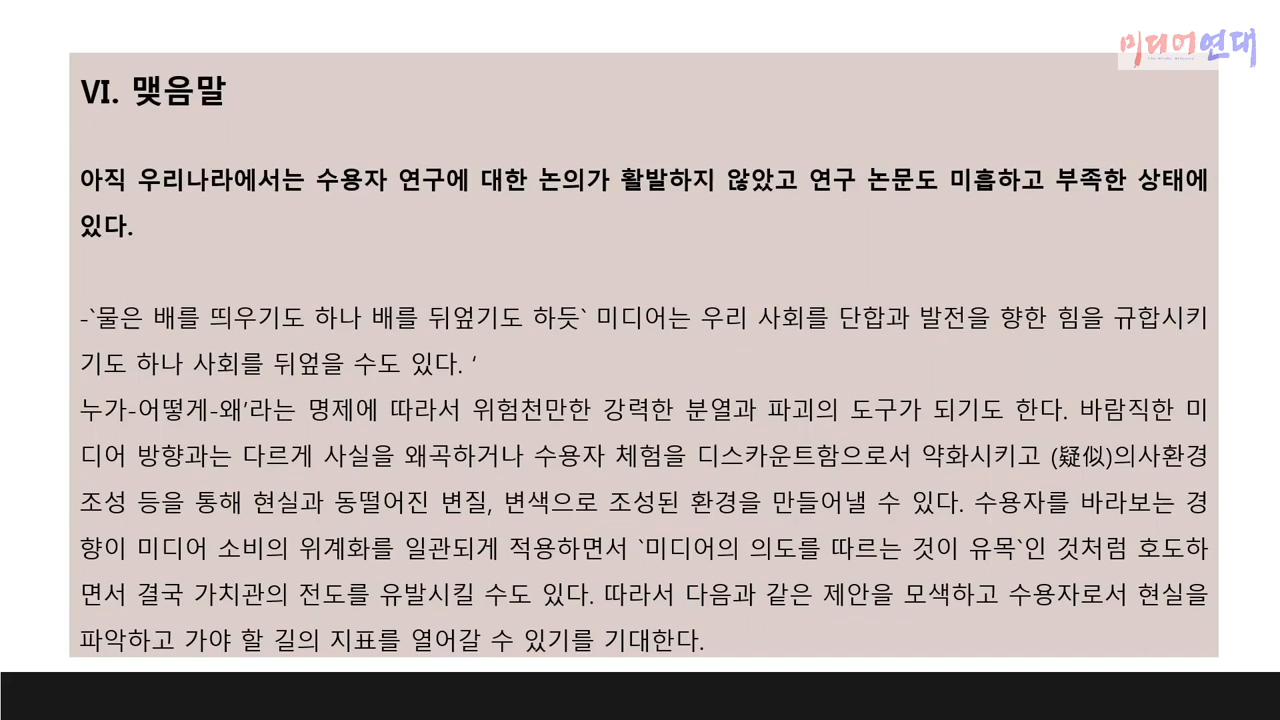 미디어연대
VI. 맺음말
아직 우리나라에서는 수용자 연구에 대한 논의가 활발하지 않았고 연구 논문도 미흡하고 부족한 상태에
있다.
-`물은 배를 띄우기도 하나 배를 뒤엎기도 하듯` 미디어는 우리 사회를 단합과 발전을 향한 힘을 규합시키
기도 하나 사회를 뒤엎을 수도 있다. ‘
누가-어떻게-왜’라는 명제에 따라서 위험천만한 강력한 분열과 파괴의 도구가 되기도 한다. 바람직한 미
디어 방향과는 다르게 사실을 왜곡하거나 수용자 체험을 디스카운트함으로서 약화시키고 (疑似)의사환경
조성 등을 통해 현실과 동떨어진 변질, 변색으로 조성된 환경을 만들어낼 수 있다. 수용자를 바라보는 경
향이 미디어 소비의 위계화를 일관되게 적용하면서 `미디어의 의도를 따르는 것이 유목`인 것처럼 호도하
면서 결국 가치관의 전도를 유발시킬 수도 있다. 따라서 다음과 같은 제안을 모색하고 수용자로서 현실을
파악하고 가야 할 길의 지표를 열어갈 수 있기를 기대한다.